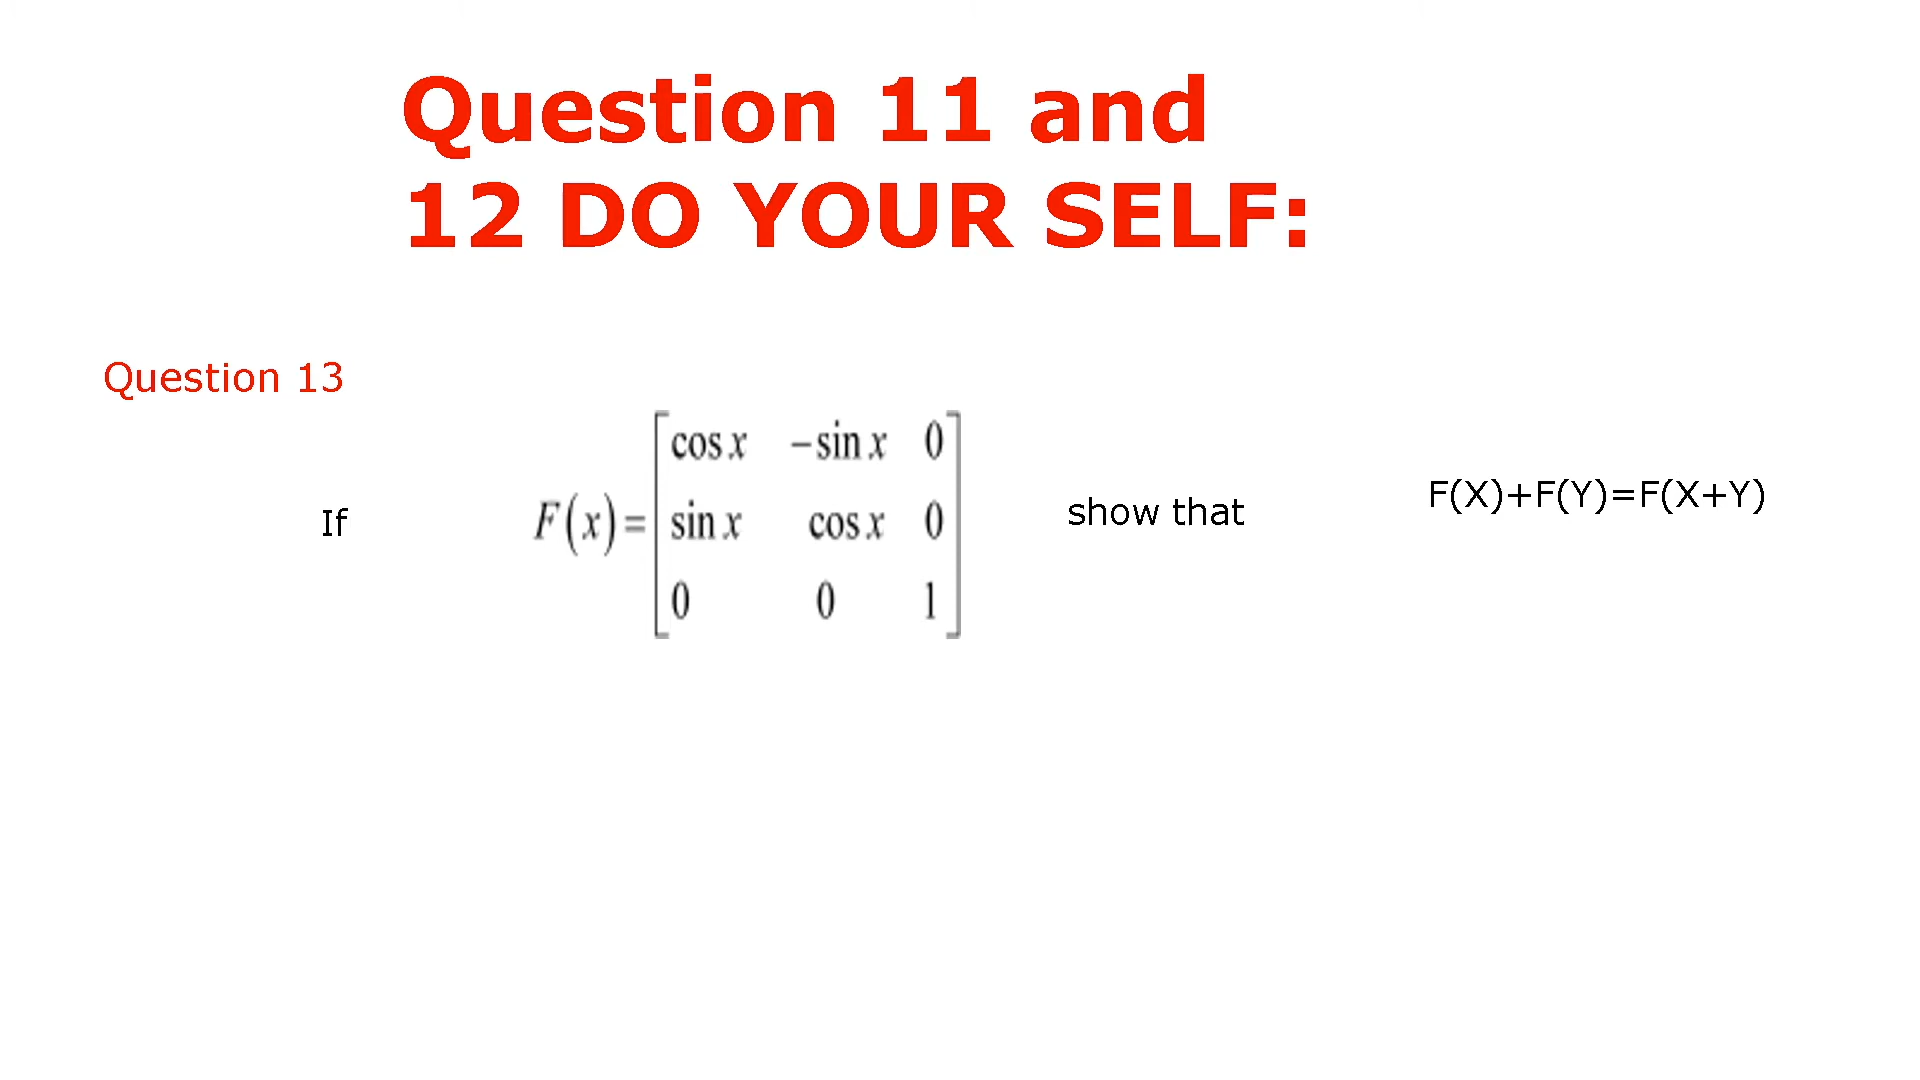 Question 11 and
12 DO YOUR SELF:
Question 13
If F(x)=[cos x −sin x 0
sin x cos x 0
0 0 1] show that F(X)+F(Y)=F(X+Y)